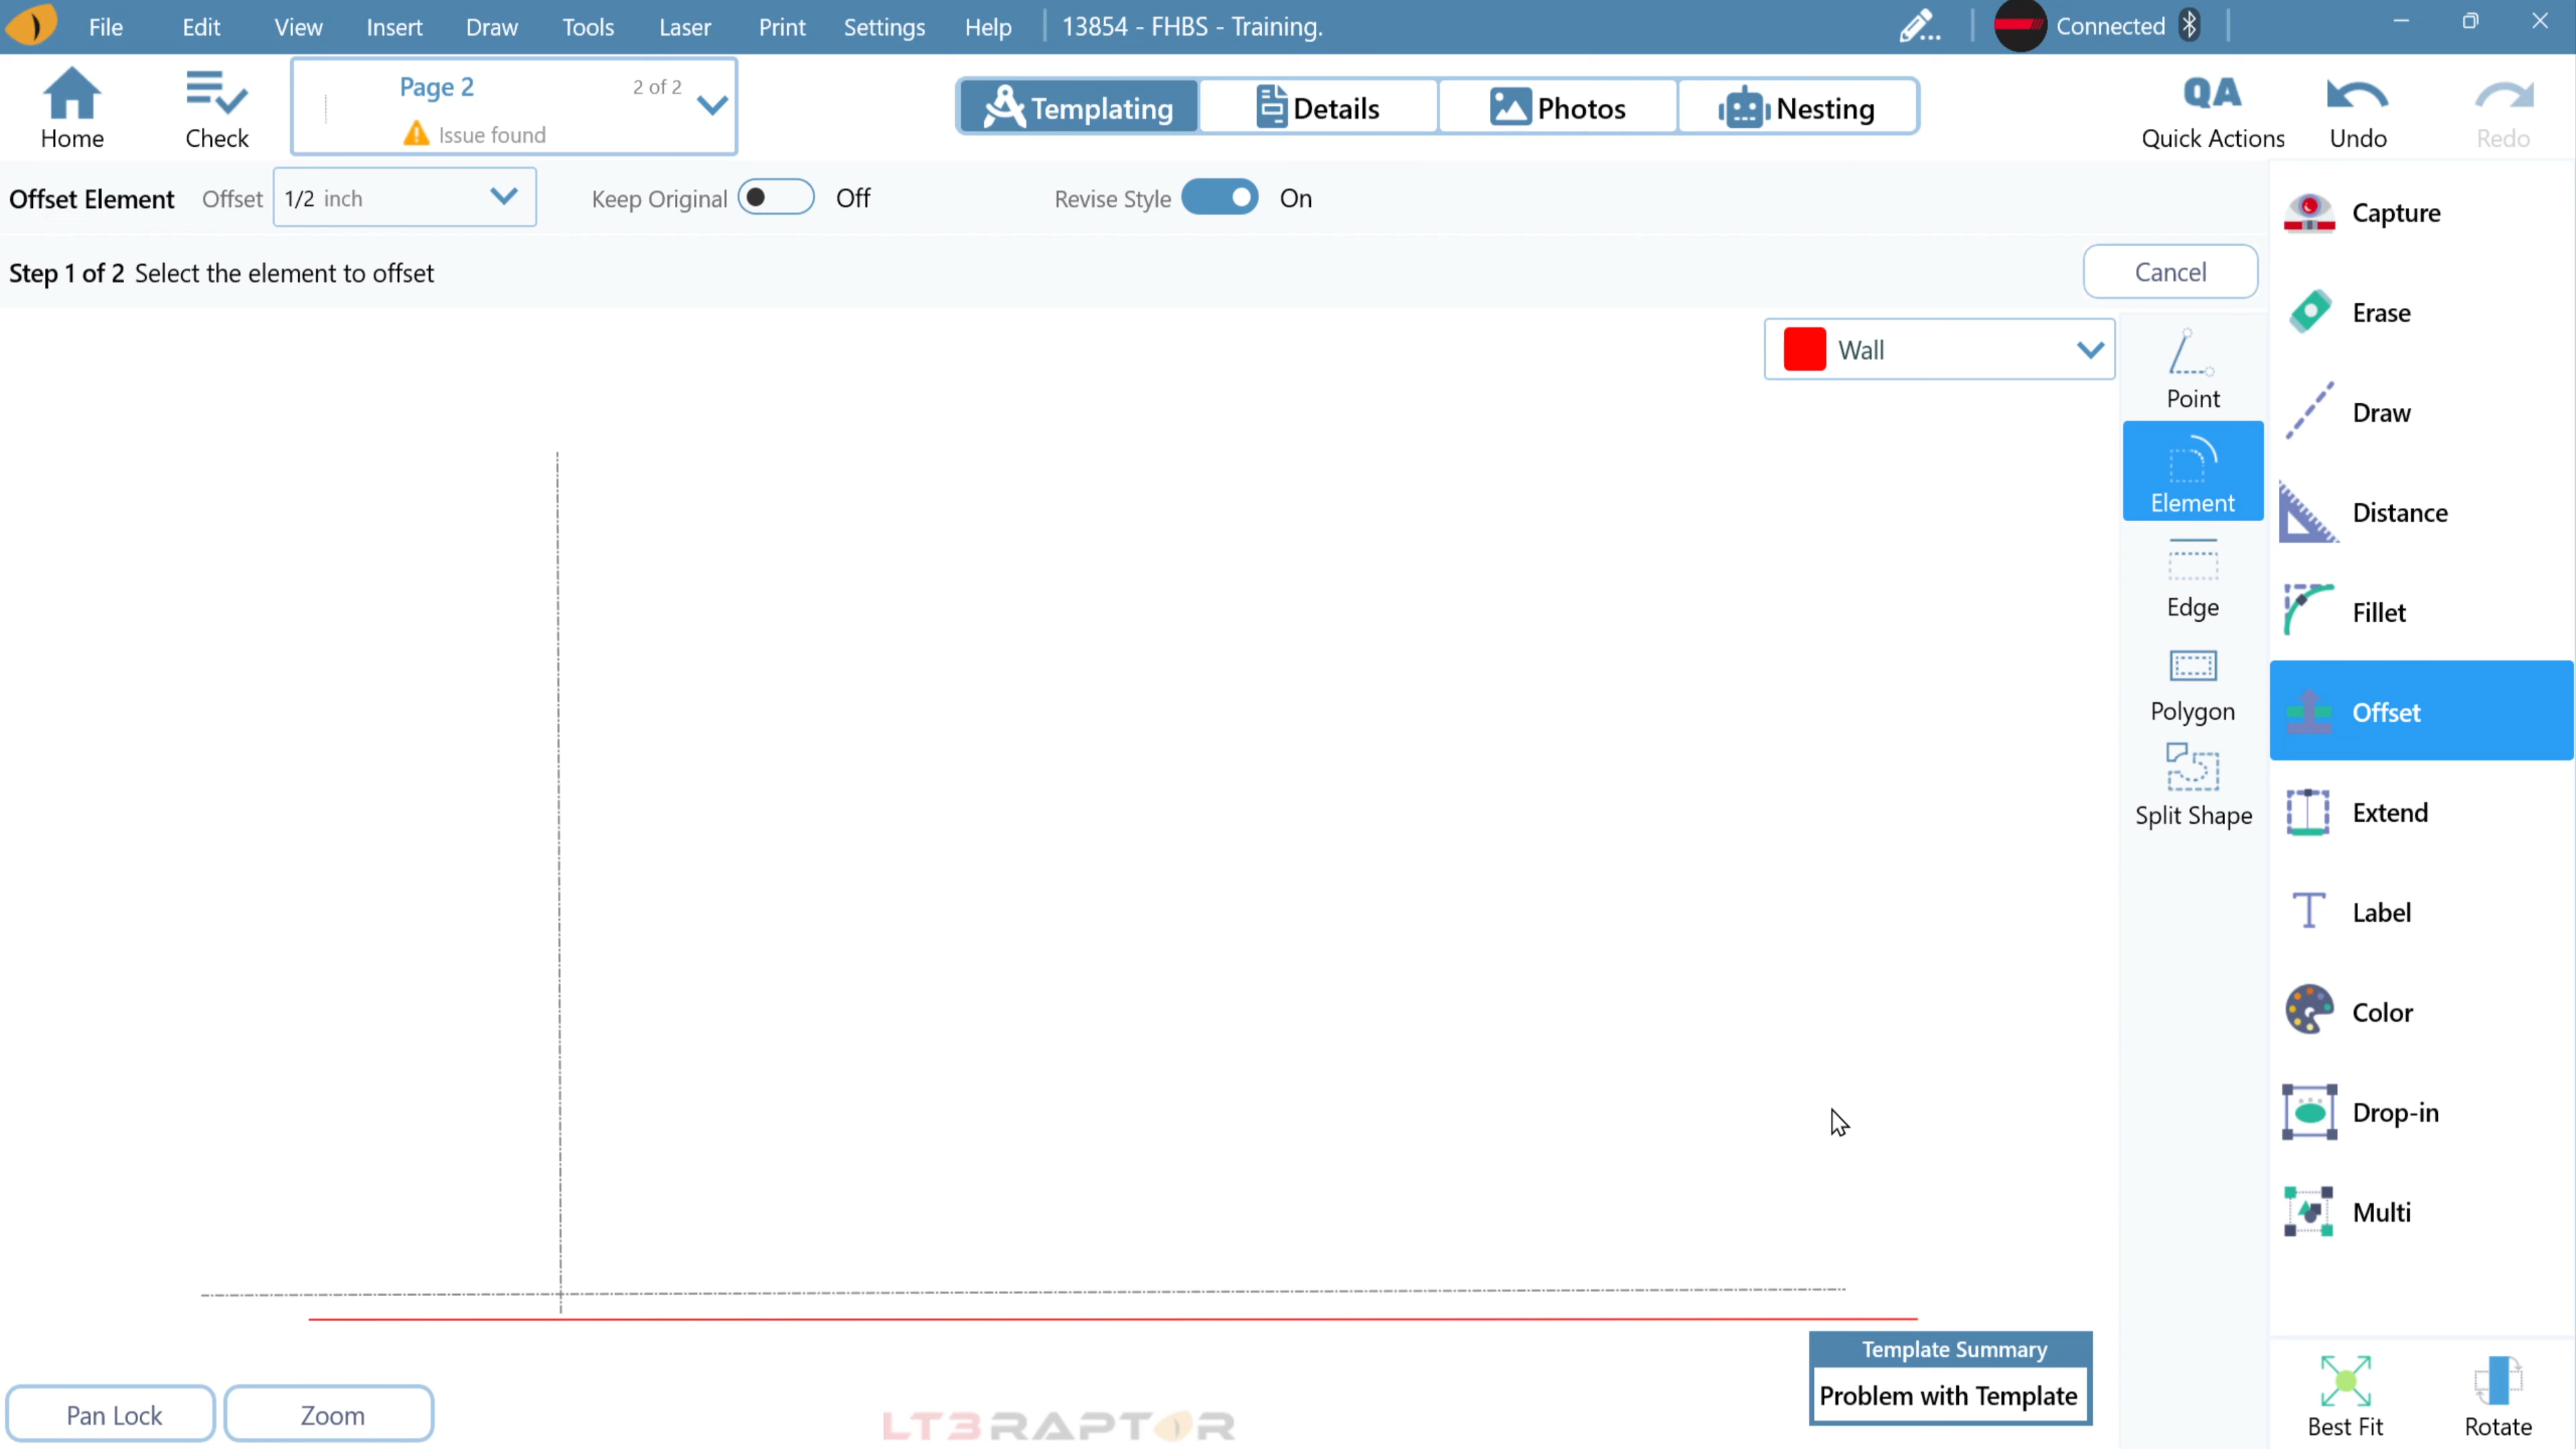 File Edit View Insert Draw Tools Laser Print Settings Help 13854 - FHBS - Training. Connected
Home
Check
Page 2 2 of 2
Issue found
Templating Details Photos Nesting
QA
Quick Actions
Undo
Redo
Offset Element Offset 1/2 inch Keep Original Off Revise Style On
Step 1 of 2 Select the element to offset
Cancel
Wall
Point
Element
Edge
Polygon
Split Shape
Capture
Erase
Draw
Distance
Fillet
Offset
Extend
Label
Color
Drop-in
Multi
Template Summary
Problem with Template
Pan Lock
Zoom
LT3RAPTOR
Best Fit
Rotate